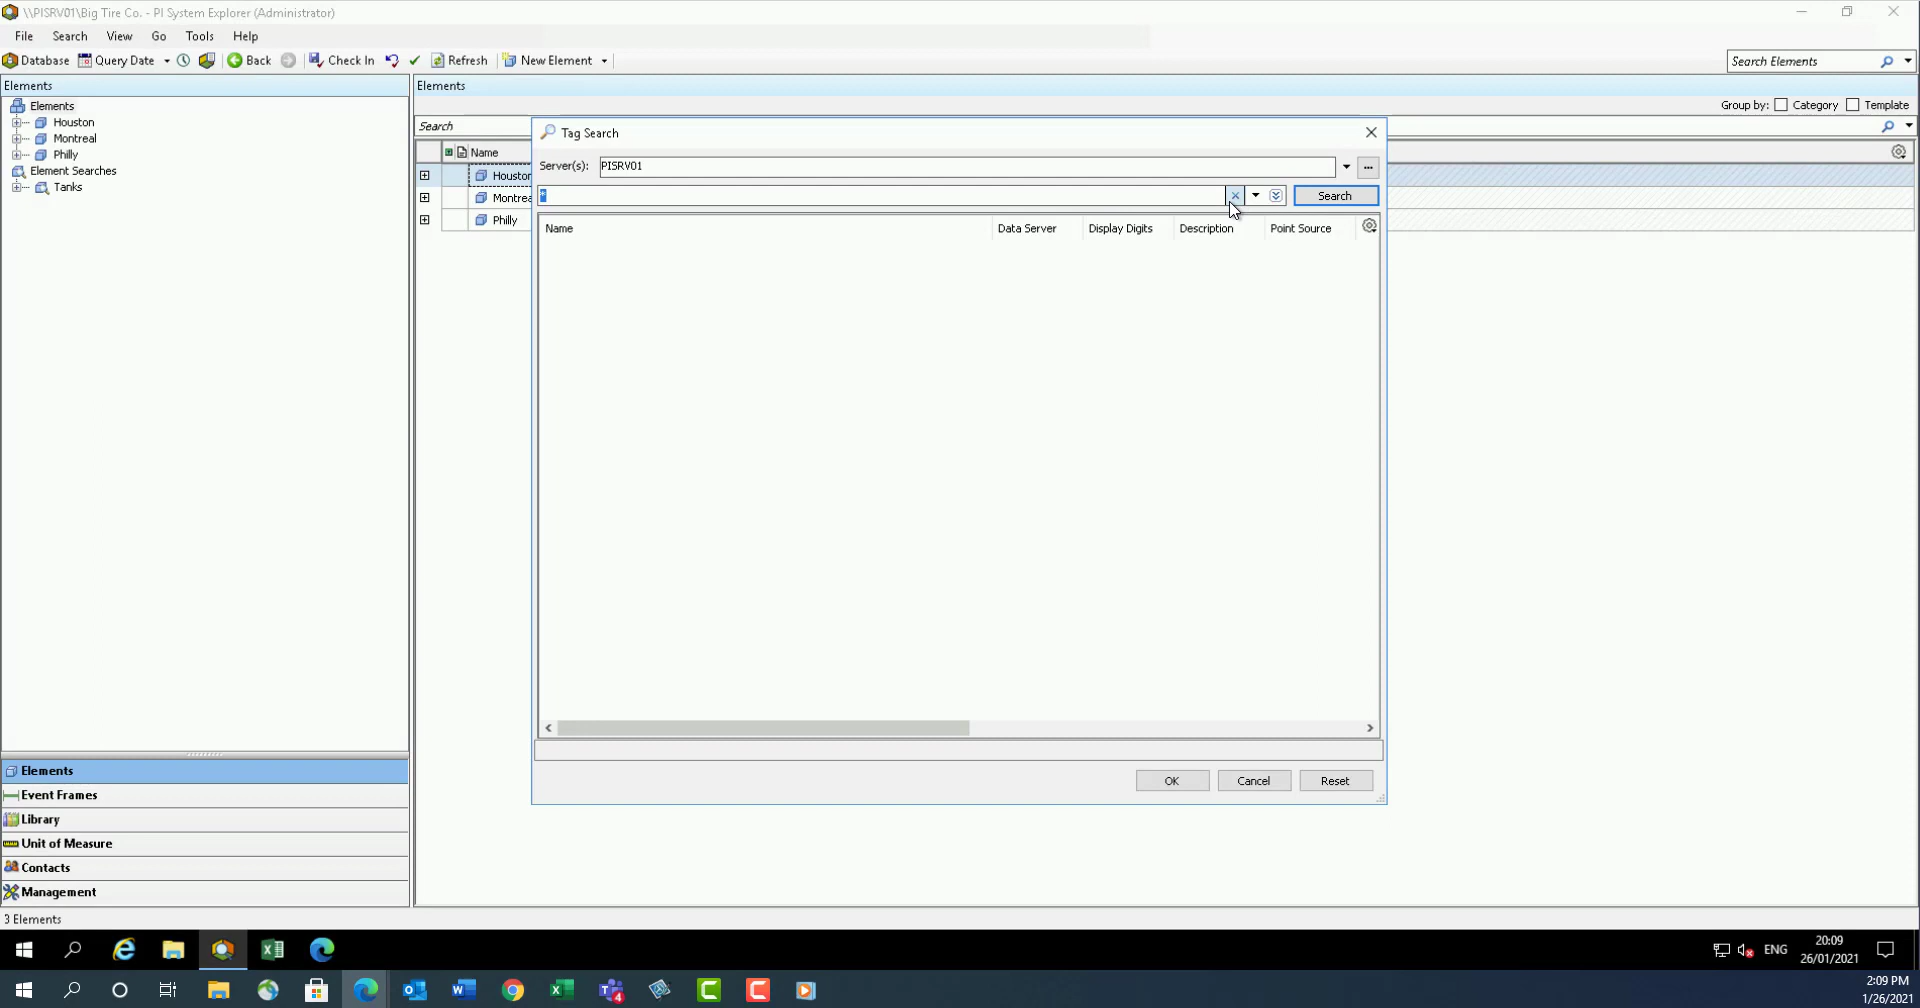 \\PISRV01\Big Tire Co. - PI System Explorer (Administrator)
File Search View Go Tools Help
Database Query Date Back Check In Refresh New Element Search Elements
Elements
Elements
Houston
Montreal
Philly
Element Searches
Tanks
Elements
Group by: Category Template
Search
Name
Houston
Montrea
Philly
Tag Search
Server(s): PISRV01 ...
* Search
Name Data Server Display Digits Description Point Source
OK Cancel Reset
Elements
Event Frames
Library
Unit of Measure
Contacts
Management
3 Elements
ENG 20:09
26/01/2021
4
2:09 PM
1/26/2021